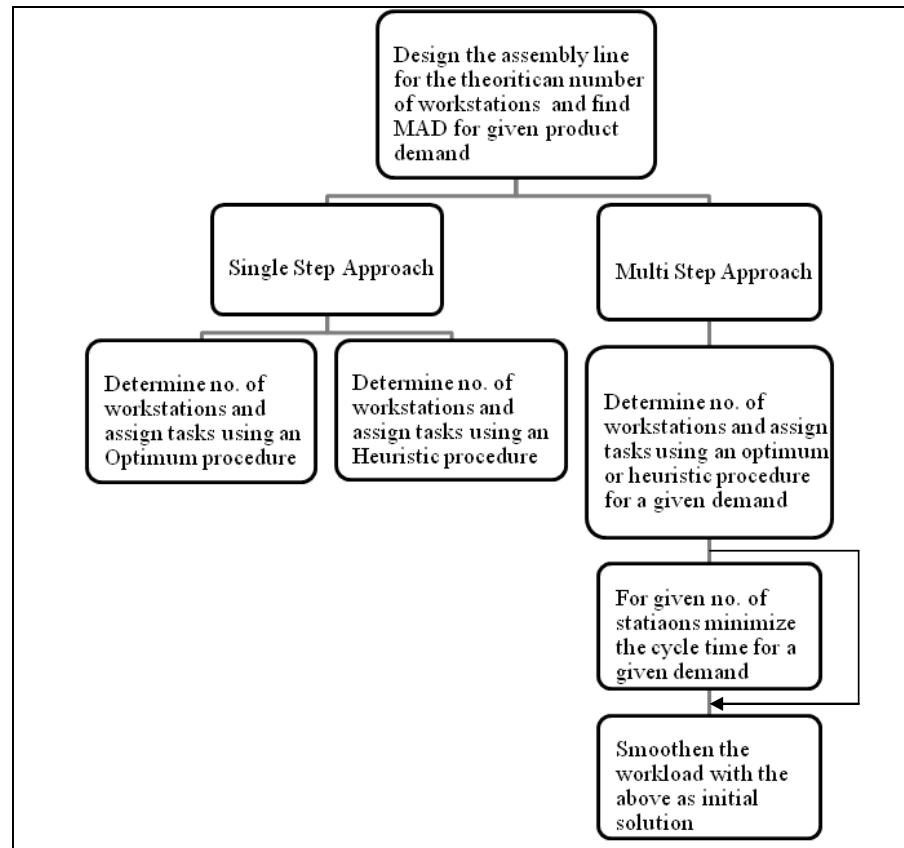 Design the assembly line
for the theoritican number
of workstations and find
MAD for given product
demand
Single Step Approach
Multi Step Approach
Determine no. of
workstations and
assign tasks using an
Optimum procedure
Determine no. of
workstations and
assign tasks using an
Heuristic procedure
Determine no. of
workstations and assign
tasks using an optimum
or heuristic procedure
for a given demand
For given no. of
statiaons minimize
the cycle time for a
given demand
Smoothen the
workload with the
above as initial
solution